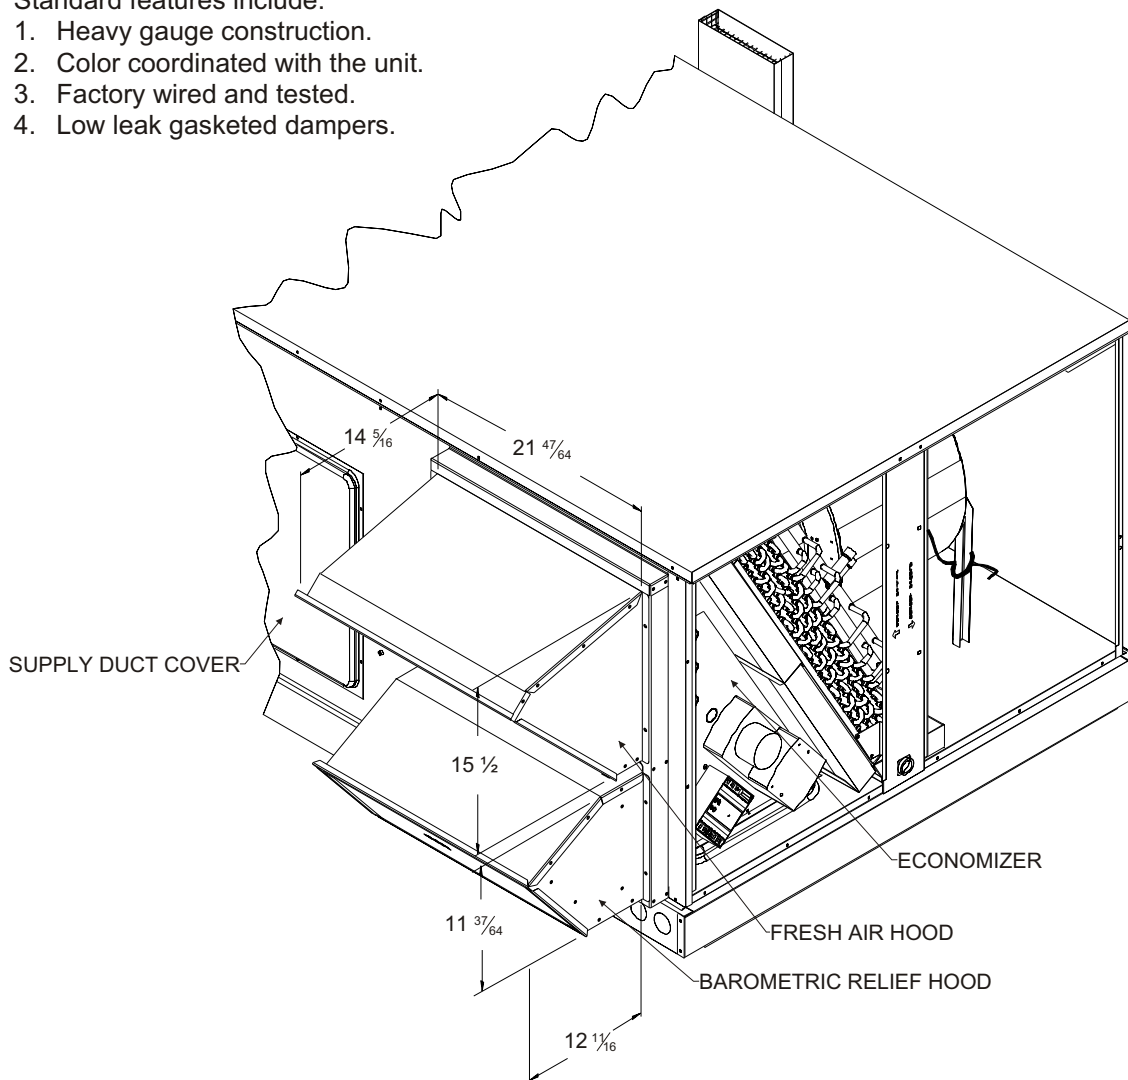 Standard features include:
1. Heavy gauge construction.
2. Color coordinated with the unit.
3. Factory wired and tested.
4. Low leak gasketed dampers.
14 5⁄16
21 47⁄64
SUPPLY DUCT COVER
15 ½
ECONOMIZER
11 37⁄64
FRESH AIR HOOD
BAROMETRIC RELIEF HOOD
12 11⁄16